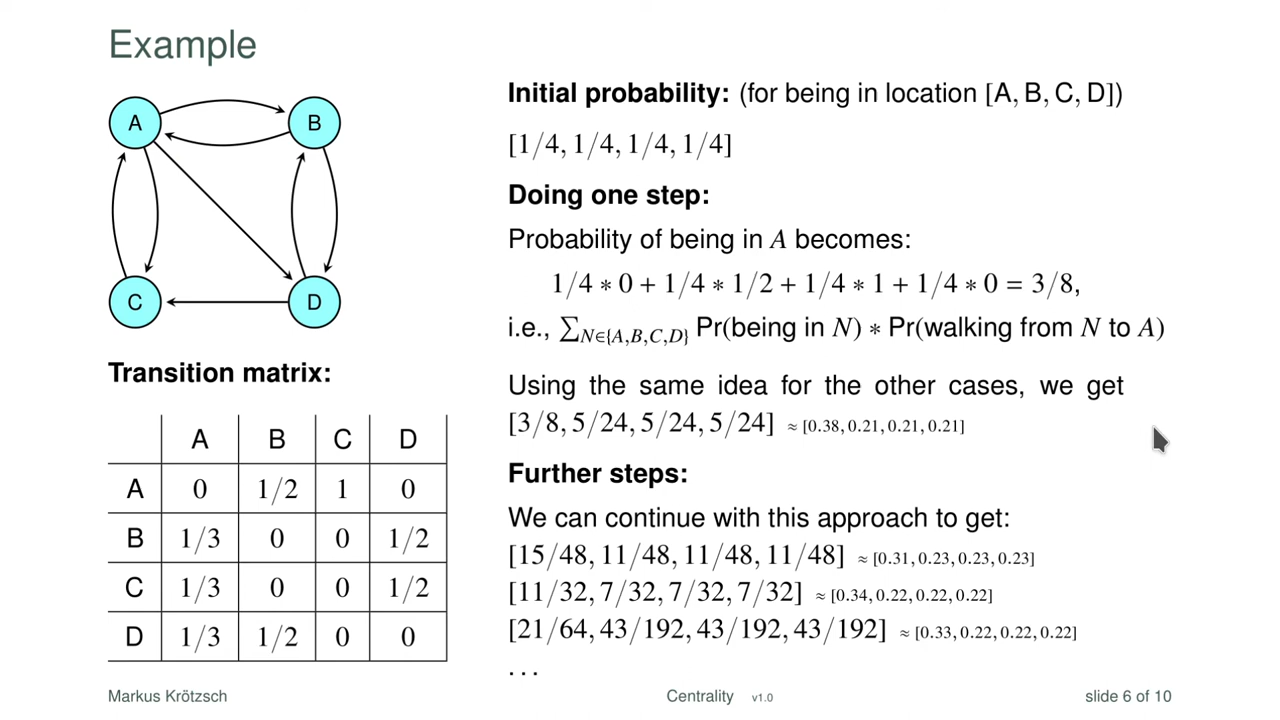 Example
A
B
C
D
Transition matrix:
A B C D
A 0 1/2 1 0
B 1/3 0 0 1/2
C 1/3 0 0 1/2
D 1/3 1/2 0 0
Initial probability: (for being in location [A, B, C, D])
[1/4, 1/4, 1/4, 1/4]
Doing one step:
Probability of being in A becomes:
1/4 ∗ 0 + 1/4 ∗ 1/2 + 1/4 ∗ 1 + 1/4 ∗ 0 = 3/8,
i.e., ∑N∈{A,B,C,D} Pr(being in N) ∗ Pr(walking from N to A)
Using the same idea for the other cases, we get
[3/8, 5/24, 5/24, 5/24] ≈ [0.38, 0.21, 0.21, 0.21]
Further steps:
We can continue with this approach to get:
[15/48, 11/48, 11/48, 11/48] ≈ [0.31, 0.23, 0.23, 0.23]
[11/32, 7/32, 7/32, 7/32] ≈ [0.34, 0.22, 0.22, 0.22]
[21/64, 43/192, 43/192, 43/192] ≈ [0.33, 0.22, 0.22, 0.22]
. . .
Markus Krötzsch Centrality v1.0 slide 6 of 10